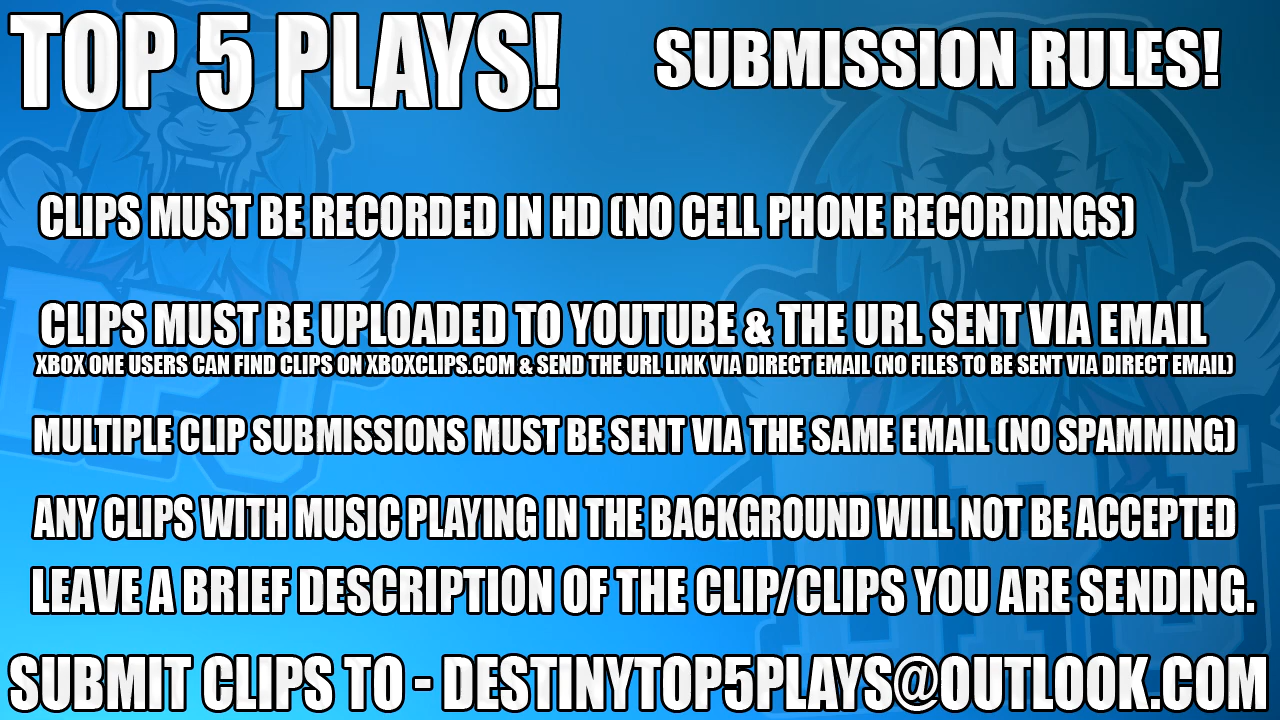 TOP 5 PLAYS!
SUBMISSION RULES!
CLIPS MUST BE RECORDED IN HD (NO CELL PHONE RECORDINGS)
CLIPS MUST BE UPLOADED TO YOUTUBE & THE URL SENT VIA EMAIL
XBOX ONE USERS CAN FIND CLIPS ON XBOXCLIPS.COM & SEND THE URL LINK VIA DIRECT EMAIL (NO FILES TO BE SENT VIA DIRECT EMAIL)
MULTIPLE CLIP SUBMISSIONS MUST BE SENT VIA THE SAME EMAIL (NO SPAMMING)
ANY CLIPS WITH MUSIC PLAYING IN THE BACKGROUND WILL NOT BE ACCEPTED
LEAVE A BRIEF DESCRIPTION OF THE CLIP/CLIPS YOU ARE SENDING.
SUBMIT CLIPS TO - DESTINYTOP5PLAYS@OUTLOOK.COM